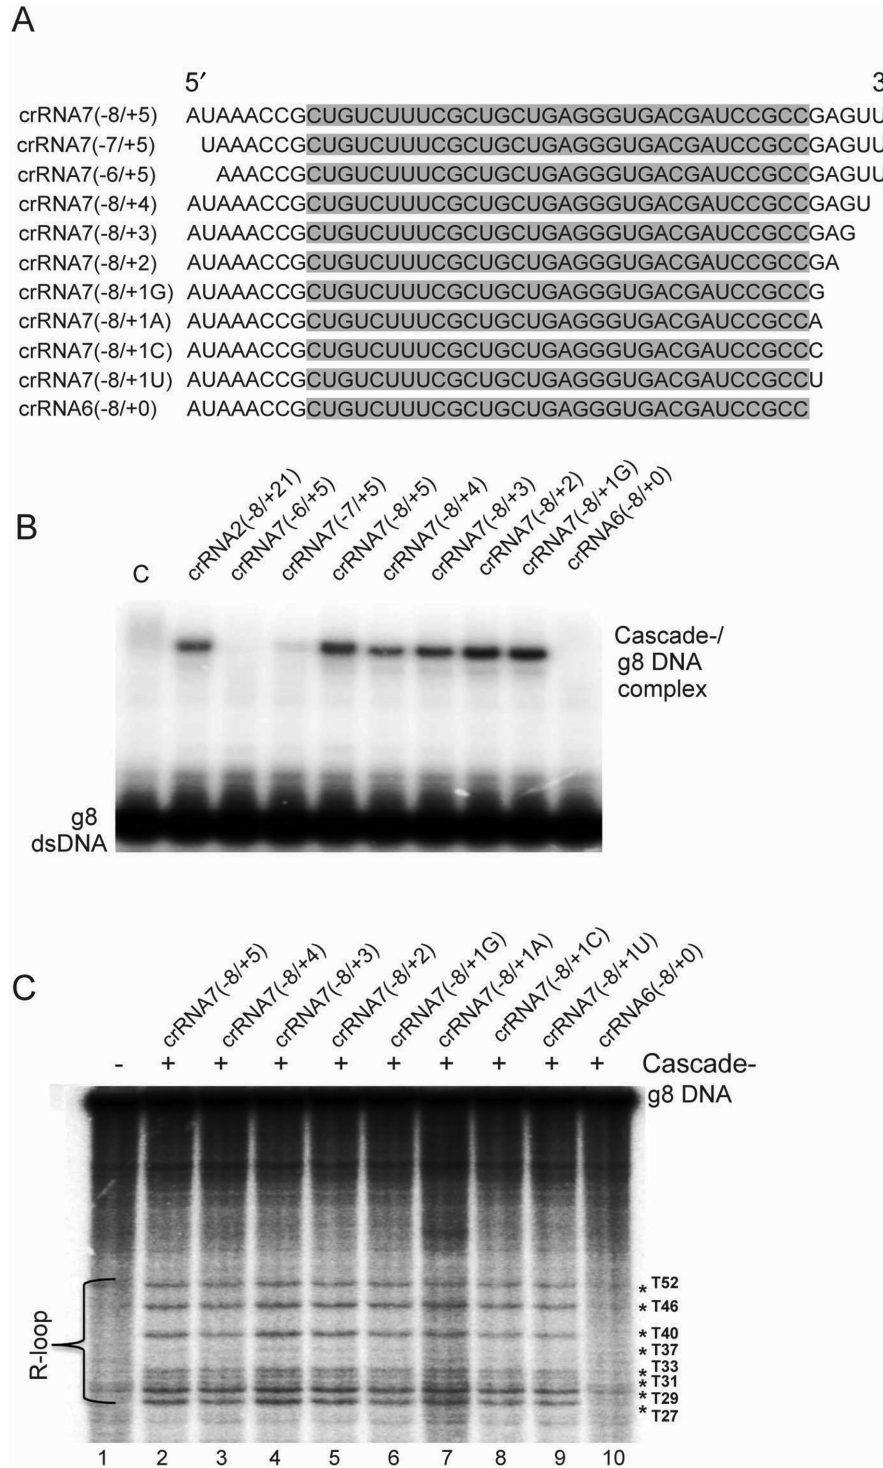 A
5′ 3
crRNA7(-8/+5) AUAAACCGCUGUCUUUCGCUGCUGAGGGUGACGAUCCGCCGAGUU
crRNA7(-7/+5) UAAACCGCUGUCUUUCGCUGCUGAGGGUGACGAUCCGCCGAGUU
crRNA7(-6/+5) AAACCGCUGUCUUUCGCUGCUGAGGGUGACGAUCCGCCGAGUU
crRNA7(-8/+4) AUAAACCGCUGUCUUUCGCUGCUGAGGGUGACGAUCCGCCGAGU
crRNA7(-8/+3) AUAAACCGCUGUCUUUCGCUGCUGAGGGUGACGAUCCGCCGAG
crRNA7(-8/+2) AUAAACCGCUGUCUUUCGCUGCUGAGGGUGACGAUCCGCCGA
crRNA7(-8/+1G) AUAAACCGCUGUCUUUCGCUGCUGAGGGUGACGAUCCGCCG
crRNA7(-8/+1A) AUAAACCGCUGUCUUUCGCUGCUGAGGGUGACGAUCCGCCA
crRNA7(-8/+1C) AUAAACCGCUGUCUUUCGCUGCUGAGGGUGACGAUCCGCCC
crRNA7(-8/+1U) AUAAACCGCUGUCUUUCGCUGCUGAGGGUGACGAUCCGCCU
crRNA6(-8/+0) AUAAACCGCUGUCUUUCGCUGCUGAGGGUGACGAUCCGCC
B
C
crRNA2(-8/+21)
crRNA7(-6/+5)
crRNA7(-7/+5)
crRNA7(-8/+5)
crRNA7(-8/+4)
crRNA7(-8/+3)
crRNA7(-8/+2)
crRNA7(-8/+1G)
crRNA6(-8/+0)
Cascade-/
g8 DNA
complex
g8
dsDNA
C
crRNA7(-8/+5)
crRNA7(-8/+4)
crRNA7(-8/+3)
crRNA7(-8/+2)
crRNA7(-8/+1G)
crRNA7(-8/+1A)
crRNA7(-8/+1C)
crRNA7(-8/+1U)
crRNA6(-8/+0)
- + + + + + + + + + Cascade-
g8 DNA
R-loop
* T52
* T46
* T40
* T37
* T33
* T31
* T29
* T27
1 2 3 4 5 6 7 8 9 10